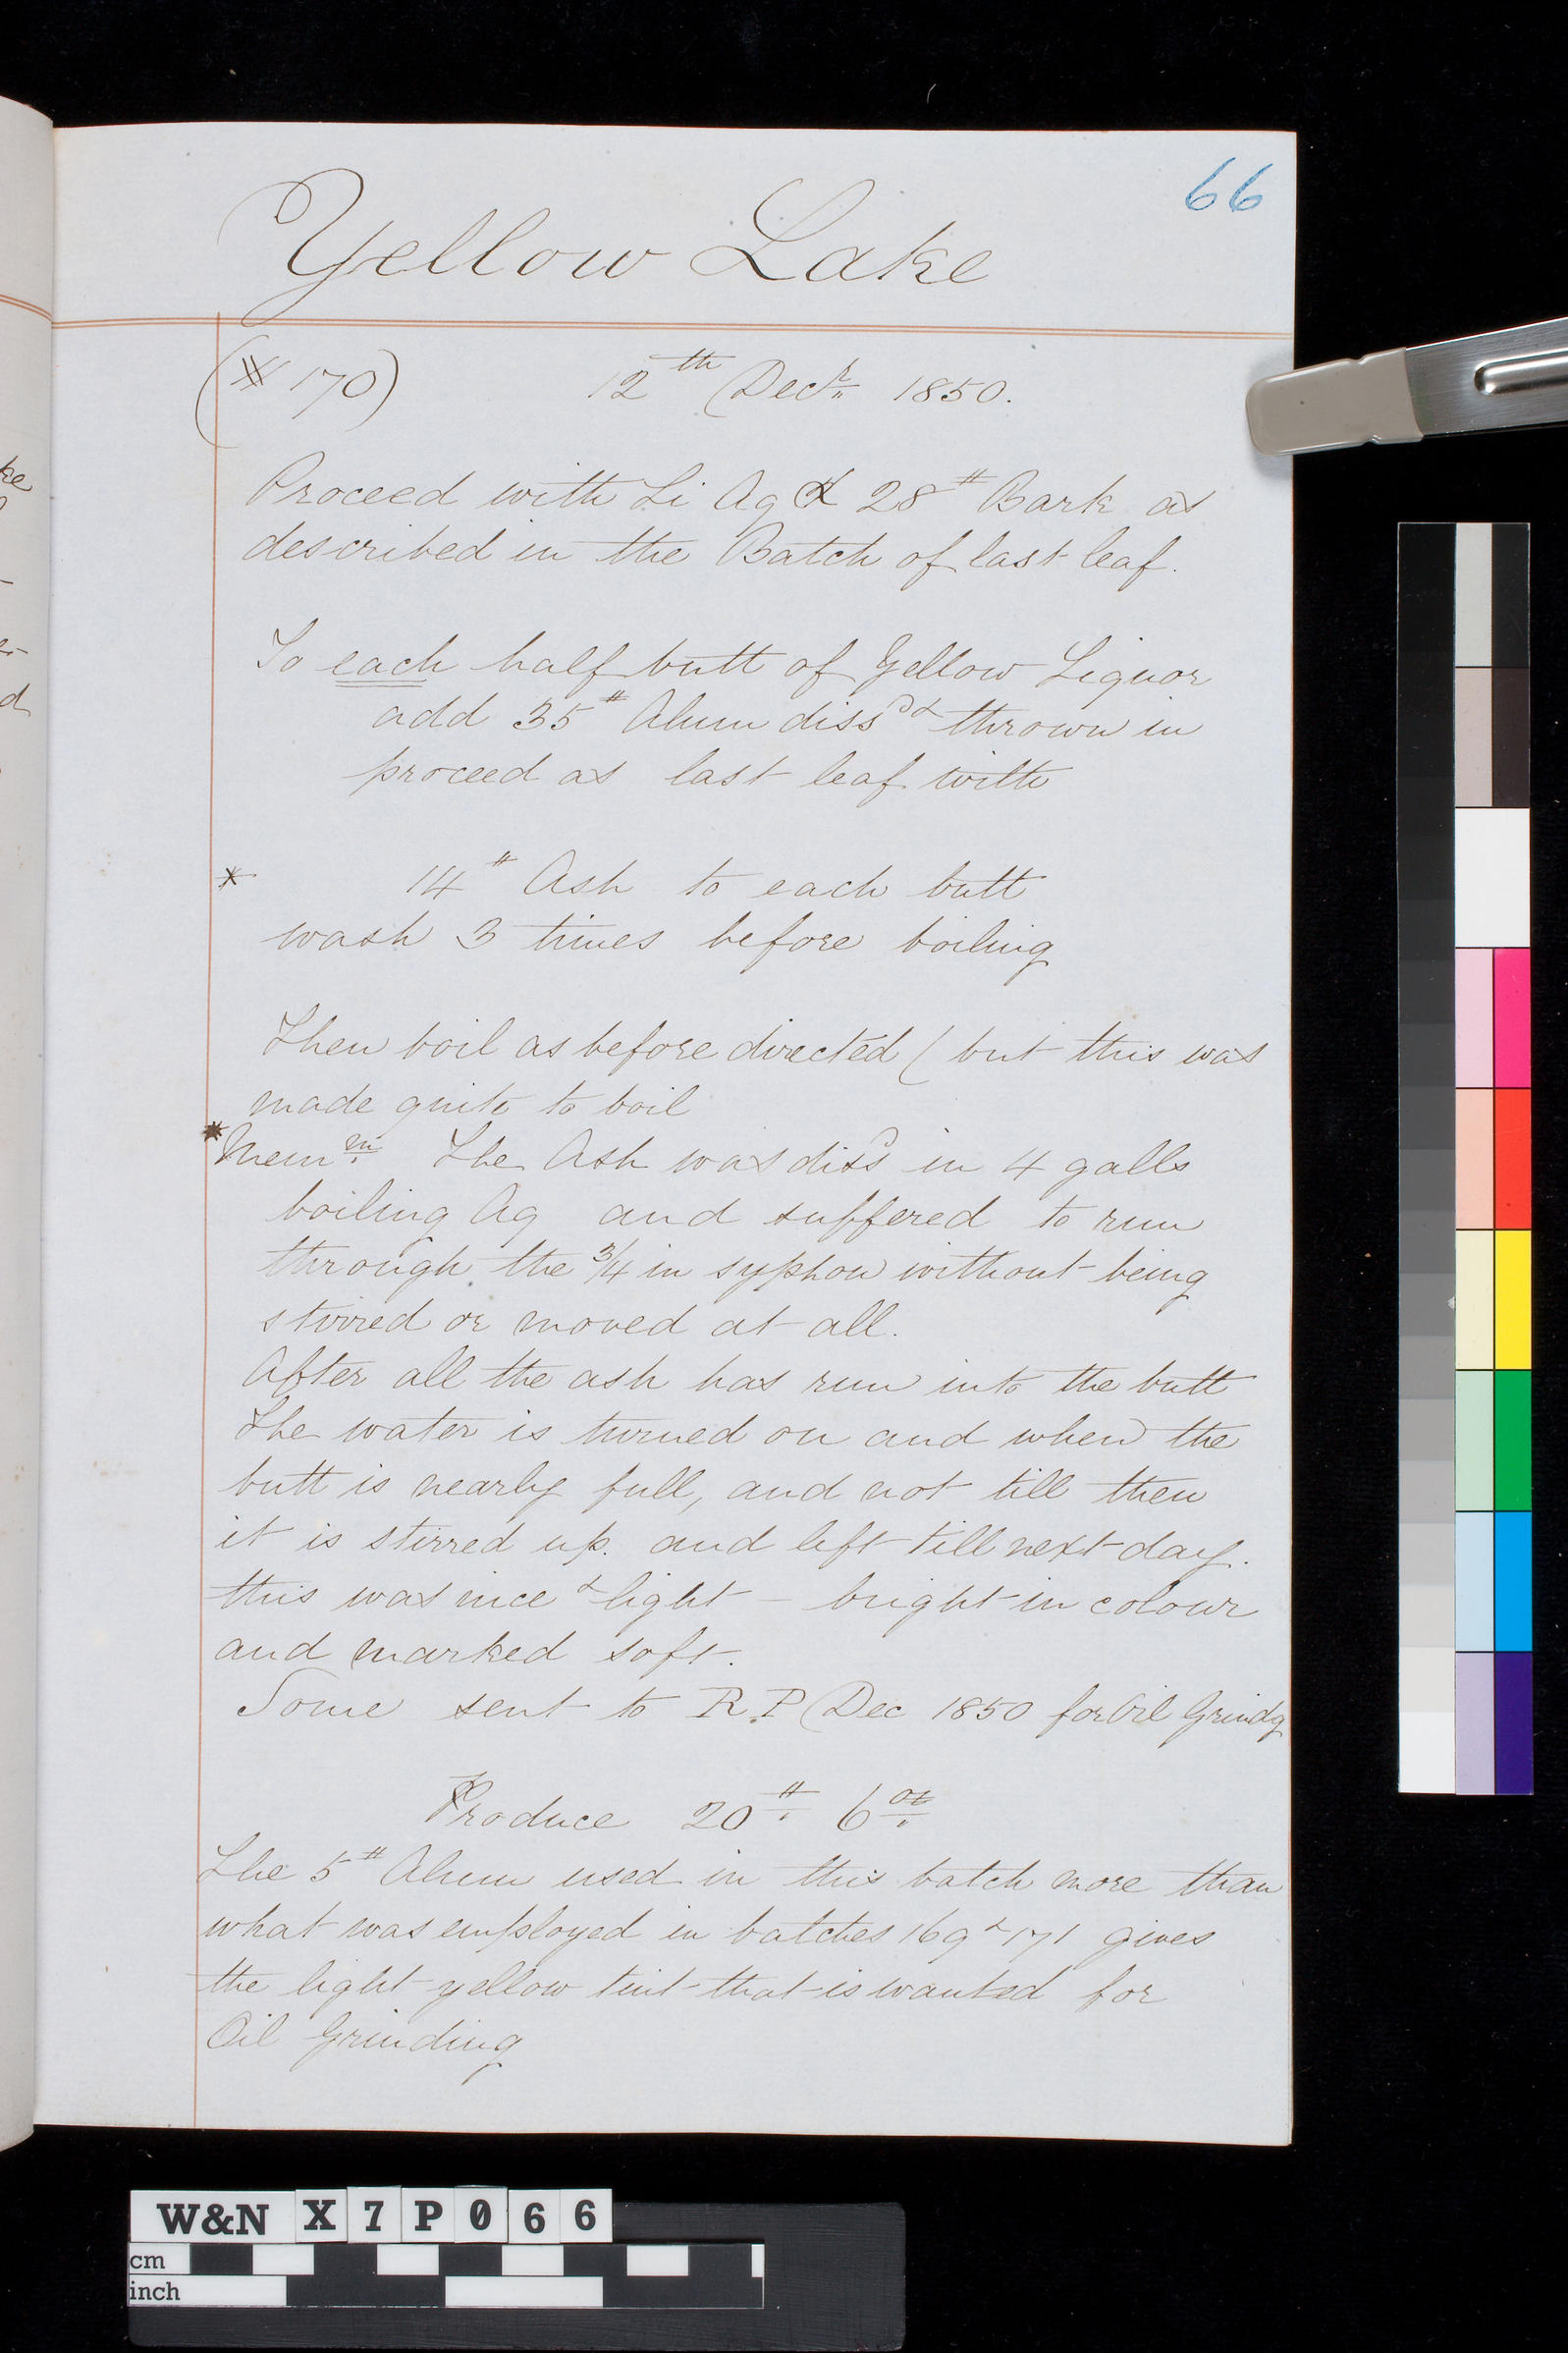 66
Yellow Lake
(# 170) 12th Decr 1850.
Proceed with Li Aq & 28# Bark as
described in the Batch of last leaf.
To each half butt of Yellow Liquor
add 35# Alum dissd & thrown in
proceed as last leaf with
* 14# Ash to each butt
wash 3 times before boiling
Then boil as before directed (but this was
made quite to boil
* Memm The Ash was dissd in 4 galls
boiling Aq and suffered to run
through the 3/4 in syphon without being
stirred or moved at all.
After all the ash has run into the butt
the water is turned on and when the
butt is nearly full, and not till then
it is stirred up. and left till next day.
this was nice & light - bright in colour
and marked soft.
Some sent to R.P Dec 1850 for Oil Grindg
Produce 20# 6oz
The 5# Alum used in this batch more than
what was employed in batches 169 & 171 gives
the light yellow tint that is wanted for
Oil Grinding
ke
d
W&N X7P066
cm
inch